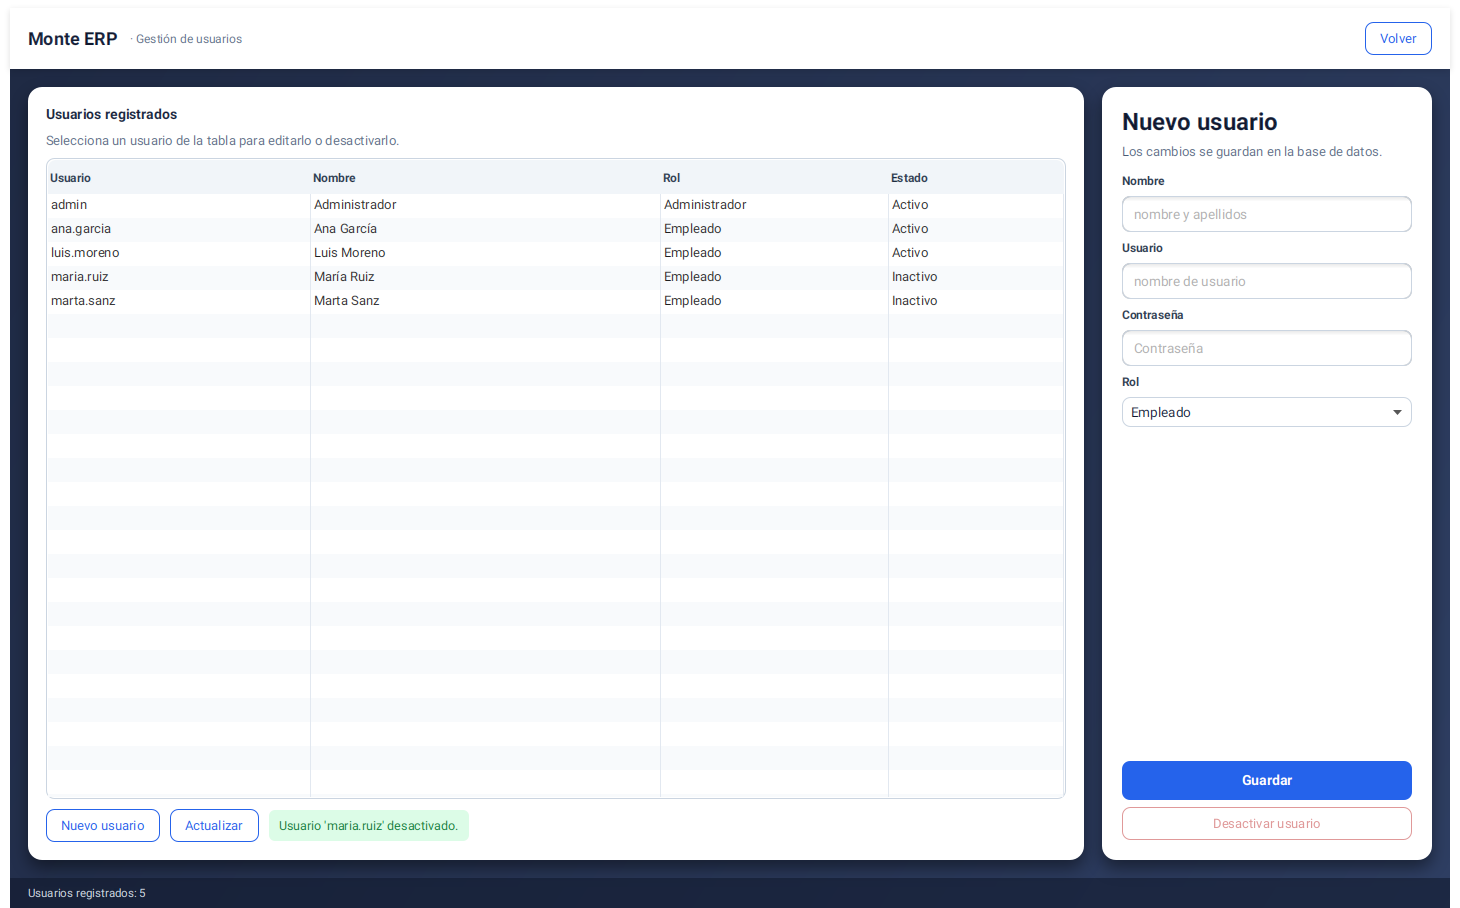 Monte ERP · Gestión de usuarios
Volver
Usuarios registrados
Selecciona un usuario de la tabla para editarlo o desactivarlo.
Usuario Nombre Rol Estado
admin Administrador Administrador Activo
ana.garcia Ana García Empleado Activo
luis.moreno Luis Moreno Empleado Activo
maria.ruiz María Ruiz Empleado Inactivo
marta.sanz Marta Sanz Empleado Inactivo
Nuevo usuario Actualizar Usuario 'maria.ruiz' desactivado.
Nuevo usuario
Los cambios se guardan en la base de datos.
Nombre
nombre y apellidos
Usuario
nombre de usuario
Contraseña
Contraseña
Rol
Empleado
Guardar
Desactivar usuario
Usuarios registrados: 5